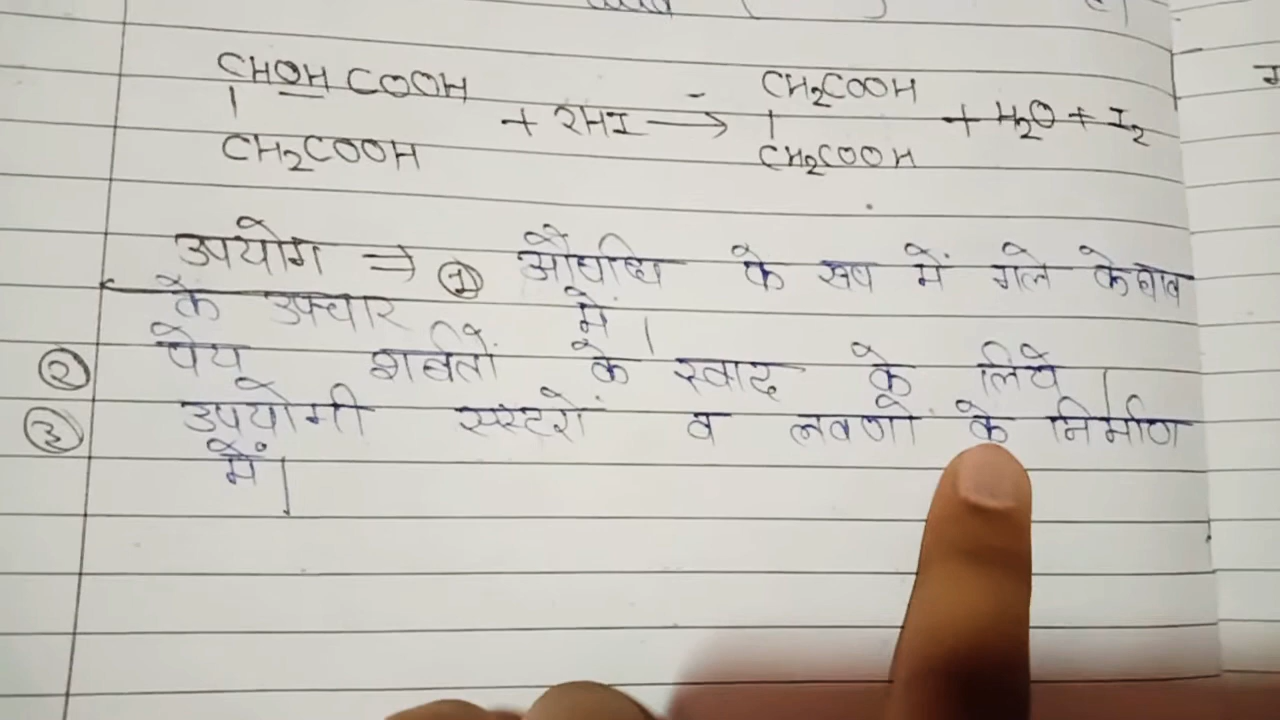 CHOH COOH
|
CH2COOH
+ 2HI ⟶
CH2COOH
|
CH2COOH
+ H2O + I2
उपयोग ⇒ ① औषधि के रूप में गले के घाव
के उपचार में।
② पेय शर्बतों के स्वाद के लिये।
③ उपयोगी एस्टरों व लवणों के निर्माण
में।